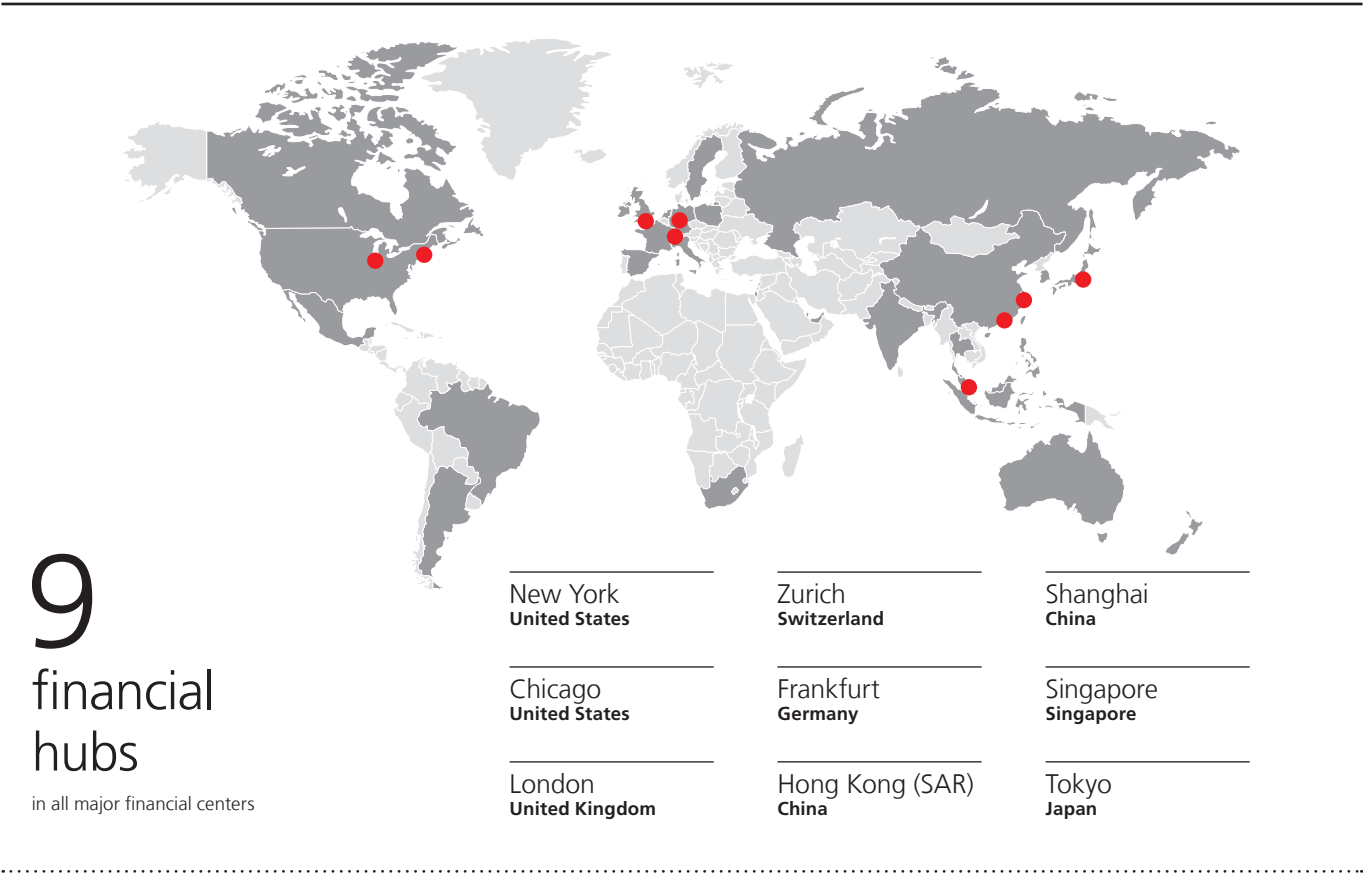 9
financial
hubs
in all major financial centers
New York
United States
Zurich
Switzerland
Shanghai
China
Chicago
United States
Frankfurt
Germany
Singapore
Singapore
London
United Kingdom
Hong Kong (SAR)
China
Tokyo
Japan